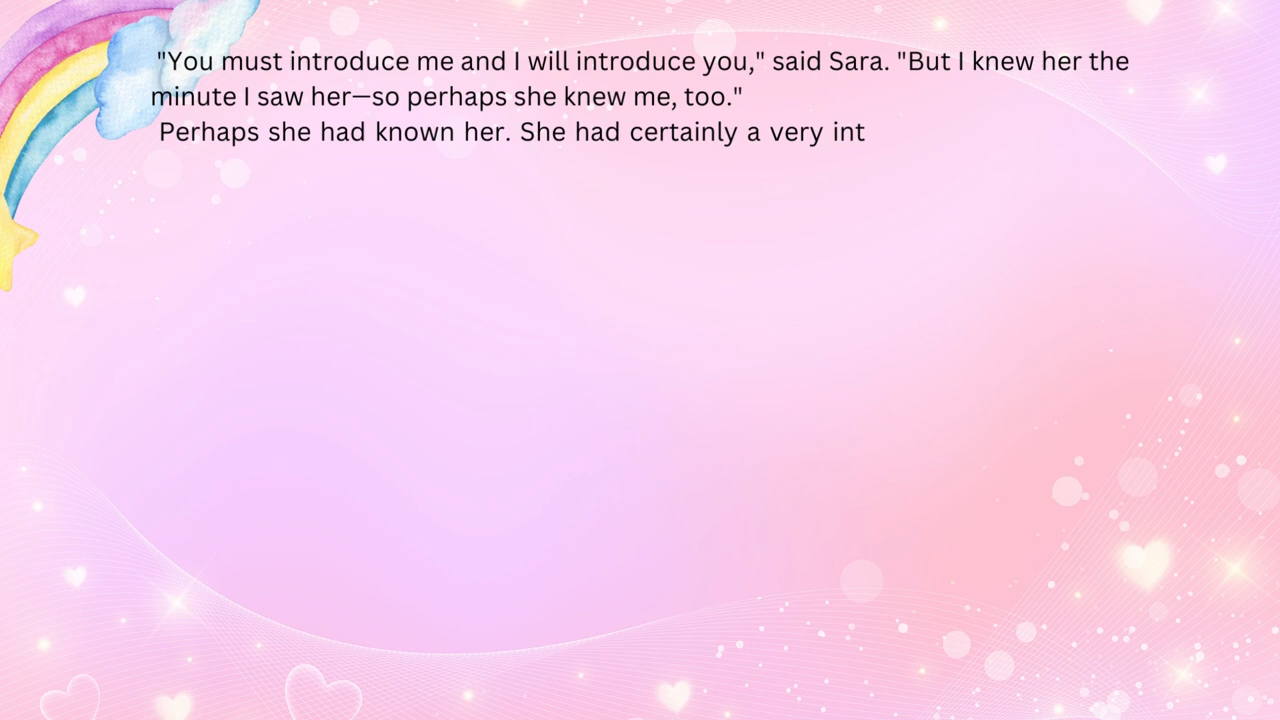 "You must introduce me and I will introduce you," said Sara. "But I knew her the
minute I saw her—so perhaps she knew me, too."
Perhaps she had known her. She had certainly a very int